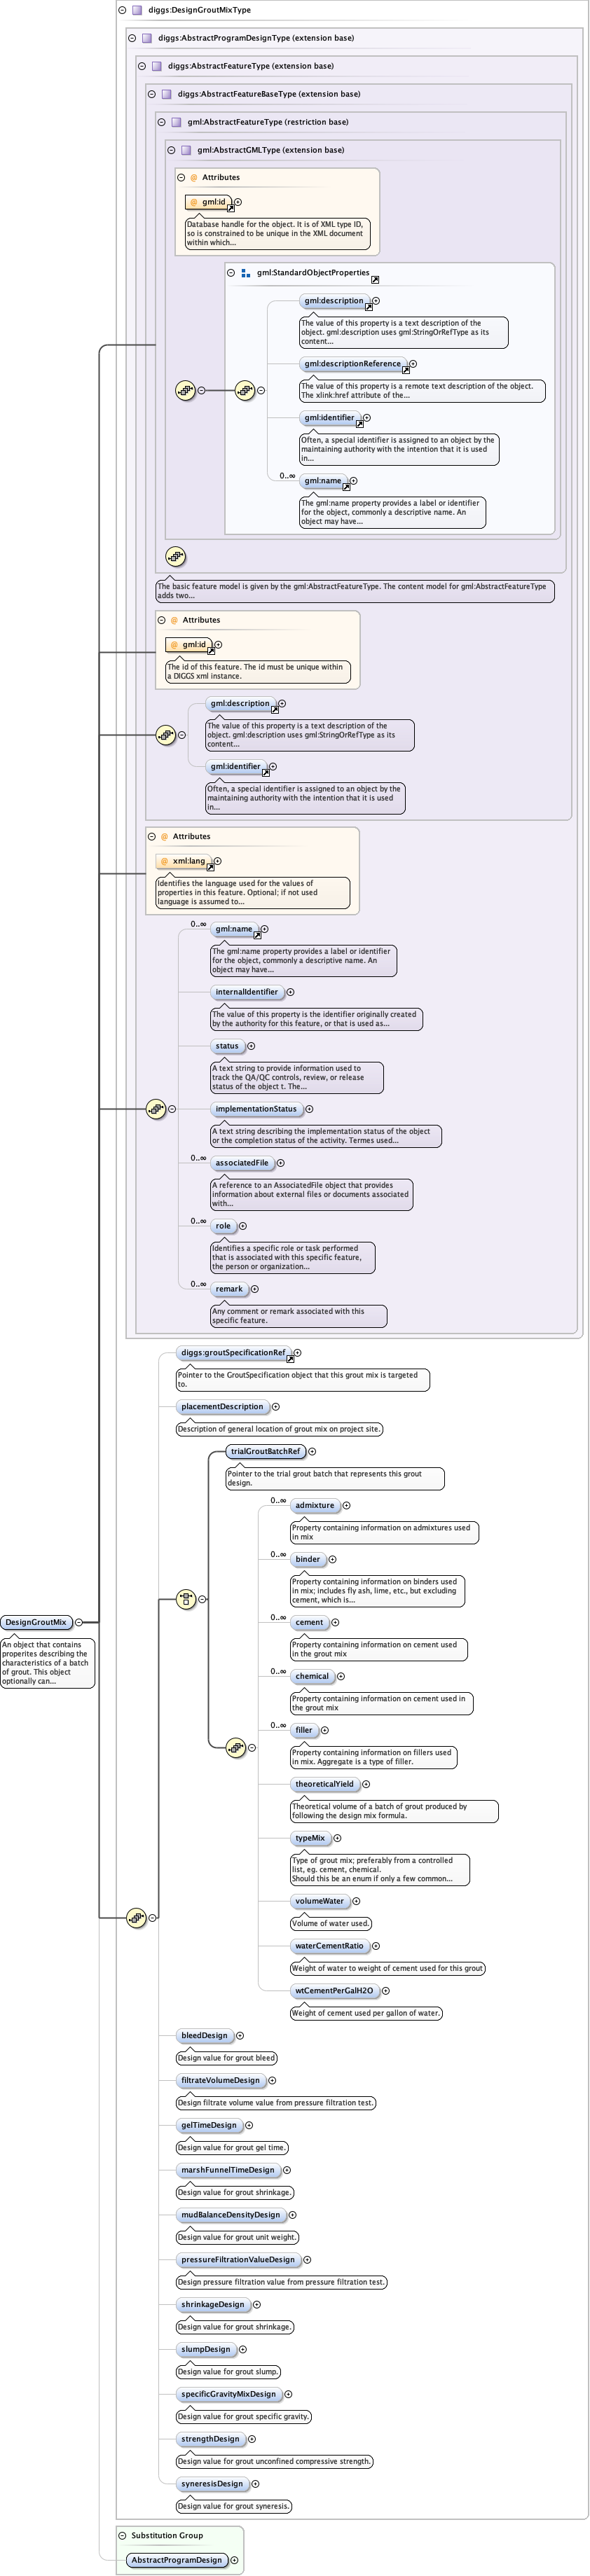 diggs:DesignGroutMixType
diggs:AbstractProgramDesignType (extension base)
diggs:AbstractFeatureType (extension base)
diggs:AbstractFeatureBaseType (extension base)
gml:AbstractFeatureType (restriction base)
gml:AbstractGMLType (extension base)
@ Attributes
@ gml:id
Database handle for the object. It is of XML type ID,
so is constrained to be unique in the XML document
within which...
gml:StandardObjectProperties
gml:description
The value of this property is a text description of the
object. gml:description uses gml:StringOrRefType as its
content...
gml:descriptionReference
The value of this property is a remote text description of the object.
The xlink:href attribute of the...
gml:identifier
Often, a special identifier is assigned to an object by the
maintaining authority with the intention that it is used
in...
0..∞
gml:name
The gml:name property provides a label or identifier
for the object, commonly a descriptive name. An
object may have...
The basic feature model is given by the gml:AbstractFeatureType. The content model for gml:AbstractFeatureType
adds two...
@ Attributes
@ gml:id
The id of this feature. The id must be unique within
a DIGGS xml instance.
gml:description
The value of this property is a text description of the
object. gml:description uses gml:StringOrRefType as its
content...
gml:identifier
Often, a special identifier is assigned to an object by the
maintaining authority with the intention that it is used
in...
@ Attributes
@ xml:lang
Identifies the language used for the values of
properties in this feature. Optional; if not used
language is assumed to...
0..∞
gml:name
The gml:name property provides a label or identifier
for the object, commonly a descriptive name. An
object may have...
internalIdentifier
The value of this property is the identifier originally created
by the authority for this feature, or that is used as...
status
A text string to provide information used to
track the QA/QC controls, review, or release
status of the object t. The...
implementationStatus
A text string describing the implementation status of the object
or the completion status of the activity. Termes used...
0..∞
associatedFile
A reference to an AssociatedFile object that provides
information about external files or documents associated
with...
0..∞
role
Identifies a specific role or task performed
that is associated with this specific feature,
the person or organization...
0..∞
remark
Any comment or remark associated with this
specific feature.
diggs:groutSpecificationRef
Pointer to the GroutSpecification object that this grout mix is targeted
to.
placementDescription
Description of general location of grout mix on project site.
trialGroutBatchRef
Pointer to the trial grout batch that represents this grout
design.
0..∞
admixture
Property containing information on admixtures used
in mix
0..∞
binder
Property containing information on binders used
in mix; includes fly ash, lime, etc., but excluding
cement, which is...
0..∞
cement
Property containing information on cement used
in the grout mix
0..∞
chemical
Property containing information on cement used in
the grout mix
0..∞
filler
Property containing information on fillers used
in mix. Aggregate is a type of filler.
theoreticalYield
Theoretical volume of a batch of grout produced by
following the design mix formula.
typeMix
Type of grout mix; preferably from a controlled
list, eg. cement, chemical.
Should this be an enum if only a few common...
volumeWater
Volume of water used.
waterCementRatio
Weight of water to weight of cement used for this grout
wtCementPerGalH2O
Weight of cement used per gallon of water.
DesignGroutMix
An object that contains
properites describing the
characteristics of a batch
of grout. This object
optionally can...
bleedDesign
Design value for grout bleed
filtrateVolumeDesign
Design filtrate volume value from pressure filtration test.
gelTimeDesign
Design value for grout gel time.
marshFunnelTimeDesign
Design value for grout shrinkage.
mudBalanceDensityDesign
Design value for grout unit weight.
pressureFiltrationValueDesign
Design pressure filtration value from pressure filtration test.
shrinkageDesign
Design value for grout shrinkage.
slumpDesign
Design value for grout slump.
specificGravityMixDesign
Design value for grout specific gravity.
strengthDesign
Design value for grout unconfined compressive strength.
syneresisDesign
Design value for grout syneresis.
Substitution Group
AbstractProgramDesign